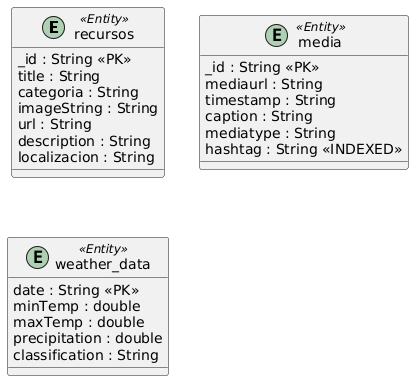 E «Entity»
recursos
_id : String «PK»
title : String
categoria : String
imageString : String
url : String
description : String
localizacion : String
E «Entity»
media
_id : String «PK»
mediaurl : String
timestamp : String
caption : String
mediatype : String
hashtag : String «INDEXED»
E «Entity»
weather_data
date : String «PK»
minTemp : double
maxTemp : double
precipitation : double
classification : String